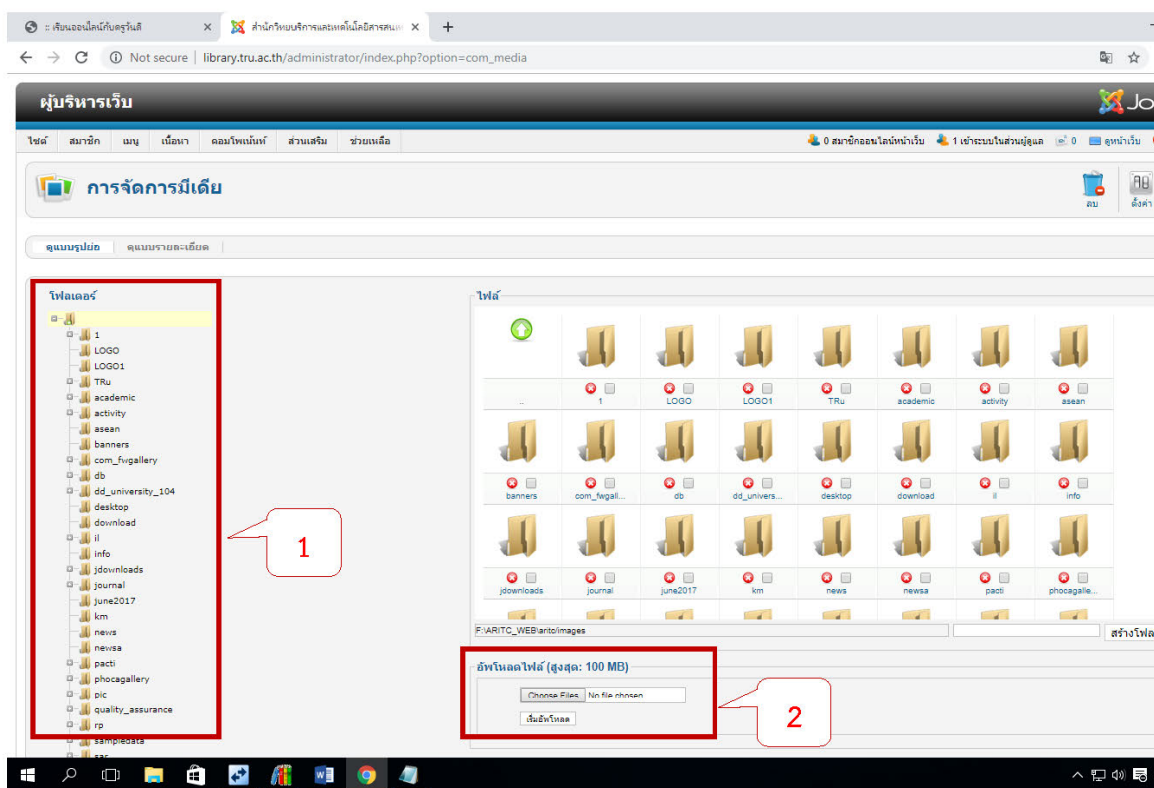 :: เรียนออนไลน์กับครูวันดี
สำนักวิทยบริการและเทคโนโลยีสารสนเท
Not secure | library.tru.ac.th/administrator/index.php?option=com_media
ผู้บริหารเว็บ
Jo
ไซต์ สมาชิก เมนู เนื้อหา คอมโพเน้นท์ ส่วนเสริม ช่วยเหลือ
0 สมาชิกออนไลน์หน้าเว็บ 1 เข้าระบบในส่วนผู้ดูแล 0 ดูหน้าเว็บ
การจัดการมีเดีย
ลบ ตั้งค่า
ดูแบบรูปย่อ ดูแบบรายละเอียด
โฟลเดอร์
1
LOGO
LOGO1
TRu
academic
activity
asean
banners
com_fwgallery
db
dd_university_104
desktop
download
il
info
jdownloads
journal
june2017
km
news
newsa
pacti
phocagallery
pic
quality_assurance
rp
sampledata
sar
1
ไฟล์
.. 1 LOGO LOGO1 TRu academic activity asean
banners com_fwgall... db dd_univers... desktop download il info
jdownloads journal june2017 km news newsa pacti phocagalle...
F:\ARITC_WEB\aritc/images
สร้างโฟล
อัพโหลดไฟล์ (สูงสุด: 100 MB)
Choose Files No file chosen
เริ่มอัพโหลด
2